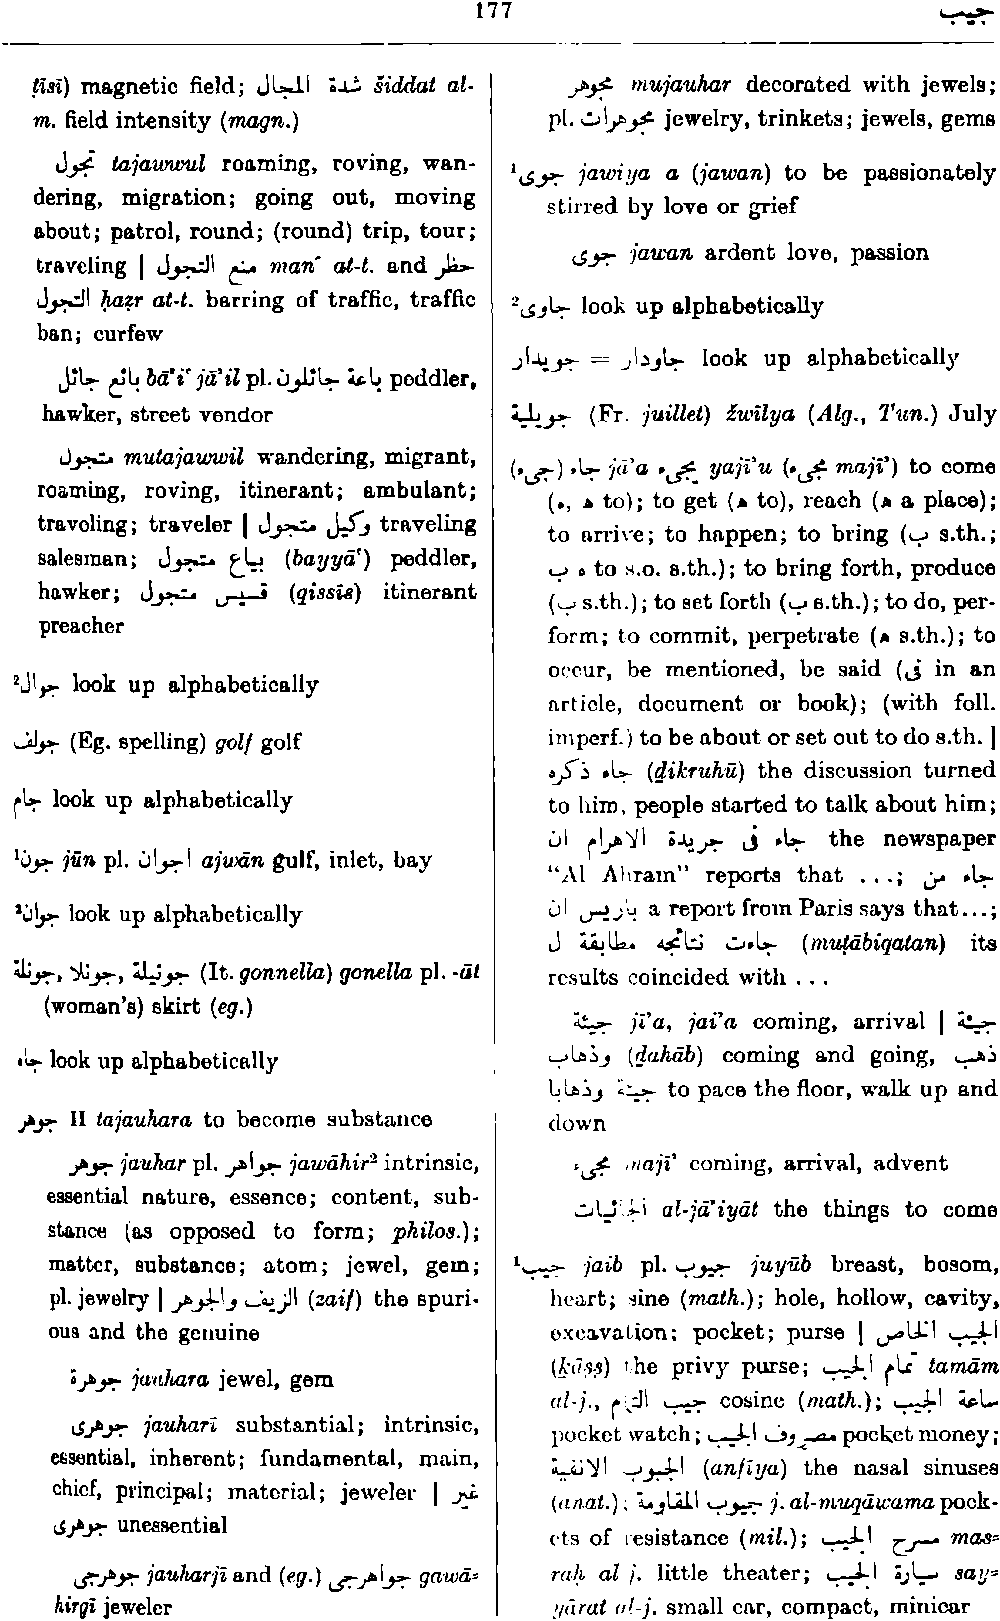 177
جيب
ṭīsī) magnetic field; شدة المجال šiddat al-
m. field intensity (magn.)
تجول tajawwul roaming, roving, wan-
dering, migration; going out, moving
about; patrol, round; (round) trip, tour;
traveling | منع التجول man‘ at-t. and حظر
التجول ḥaẓr at-t. barring of traffic, traffic
ban; curfew
بائع جائل bā’i‘ jā’il pl. باعة جائلون peddler,
hawker, street vendor
متجول mutajawwil wandering, migrant,
roaming, roving, itinerant; ambulant;
traveling; traveler | وكيل متجول traveling
salesman; بياع متجول (bayyā‘) peddler,
hawker; قسيس متجول (qissīs) itinerant
preacher
²جوال look up alphabetically
جولف (Eg. spelling) golf golf
جام look up alphabetically
¹جون jūn pl. اجوان ajwān gulf, inlet, bay
²جوان look up alphabetically
جونلة, جونلا, جونيلة (It. gonnella) gonella pl. -āt
(woman's) skirt (eg.)
جاه look up alphabetically
جوهر II tajauhara to become substance
جوهر jauhar pl. جواهر jawāhir² intrinsic,
essential nature, essence; content, sub-
stance (as opposed to form; philos.);
matter, substance; atom; jewel, gem;
pl. jewelry | الزيف والجوهر (zaif) the spuri-
ous and the genuine
جوهرة jauhara jewel, gem
جوهرى jauharī substantial; intrinsic,
essential, inherent; fundamental, main,
chief, principal; material; jeweler | غير
جوهرى unessential
جوهرجى jauharjī and (eg.) جواهرجى gawā-
hirgī jeweler
مجوهر mujauhar decorated with jewels;
pl. مجوهرات jewelry, trinkets; jewels, gems
¹جوى jawiya a (jawan) to be passionately
stirred by love or grief
جوى jawan ardent love, passion
²جاوى look up alphabetically
جويدار = جاودار look up alphabetically
جويلية (Fr. juillet) žwīlya (Alg., Tun.) July
(جىء) جاء jā’a يجىء yajī’u (مجىء majī’) to come
(ه, ه to); to get (ه to), reach (ه a place);
to arrive; to happen; to bring (ب s.th.;
ه ب to s.o. s.th.); to bring forth, produce
(ب s.th.); to set forth (ب s.th.); to do, per-
form; to commit, perpetrate (ه s.th.); to
occur, be mentioned, be said (فى in an
article, document or book); (with foll.
imperf.) to be about or set out to do s.th. |
جاء ذكره (ḏikruhū) the discussion turned
to him, people started to talk about him;
جاء فى جريدة الاهرام ان the newspaper
“Al Ahram” reports that ...; جاء من
باريس ان a report from Paris says that...;
جاءت نتائجه مطابقة ل (muṭābiqatan) its
results coincided with ...
جيئة jī’a, jai’a coming, arrival | جيئة
وذهاب (ḏahāb) coming and going, ذهب
جيئة وذهابا to pace the floor, walk up and
down
مجىء majī’ coming, arrival, advent
الجائيات al-jā’iyāt the things to come
¹جيب jaib pl. جيوب juyūb breast, bosom,
heart; sine (math.); hole, hollow, cavity,
excavation; pocket; purse | الجيب الخاص
(ḵāṣṣ) the privy purse; تمام الجيب tamām
al-j., جيب التمام cosine (math.); ساعة الجيب
pocket watch; مصروف الجيب pocket money;
الجيوب الانفية (anfīya) the nasal sinuses
(anat.); جيوب المقاومة j. al-muqāwama pock-
ets of resistance (mil.); مسرح الجيب mas-
raḥ al j. little theater; سيارة الجيب say-
yārat al-j. small car, compact, minicar